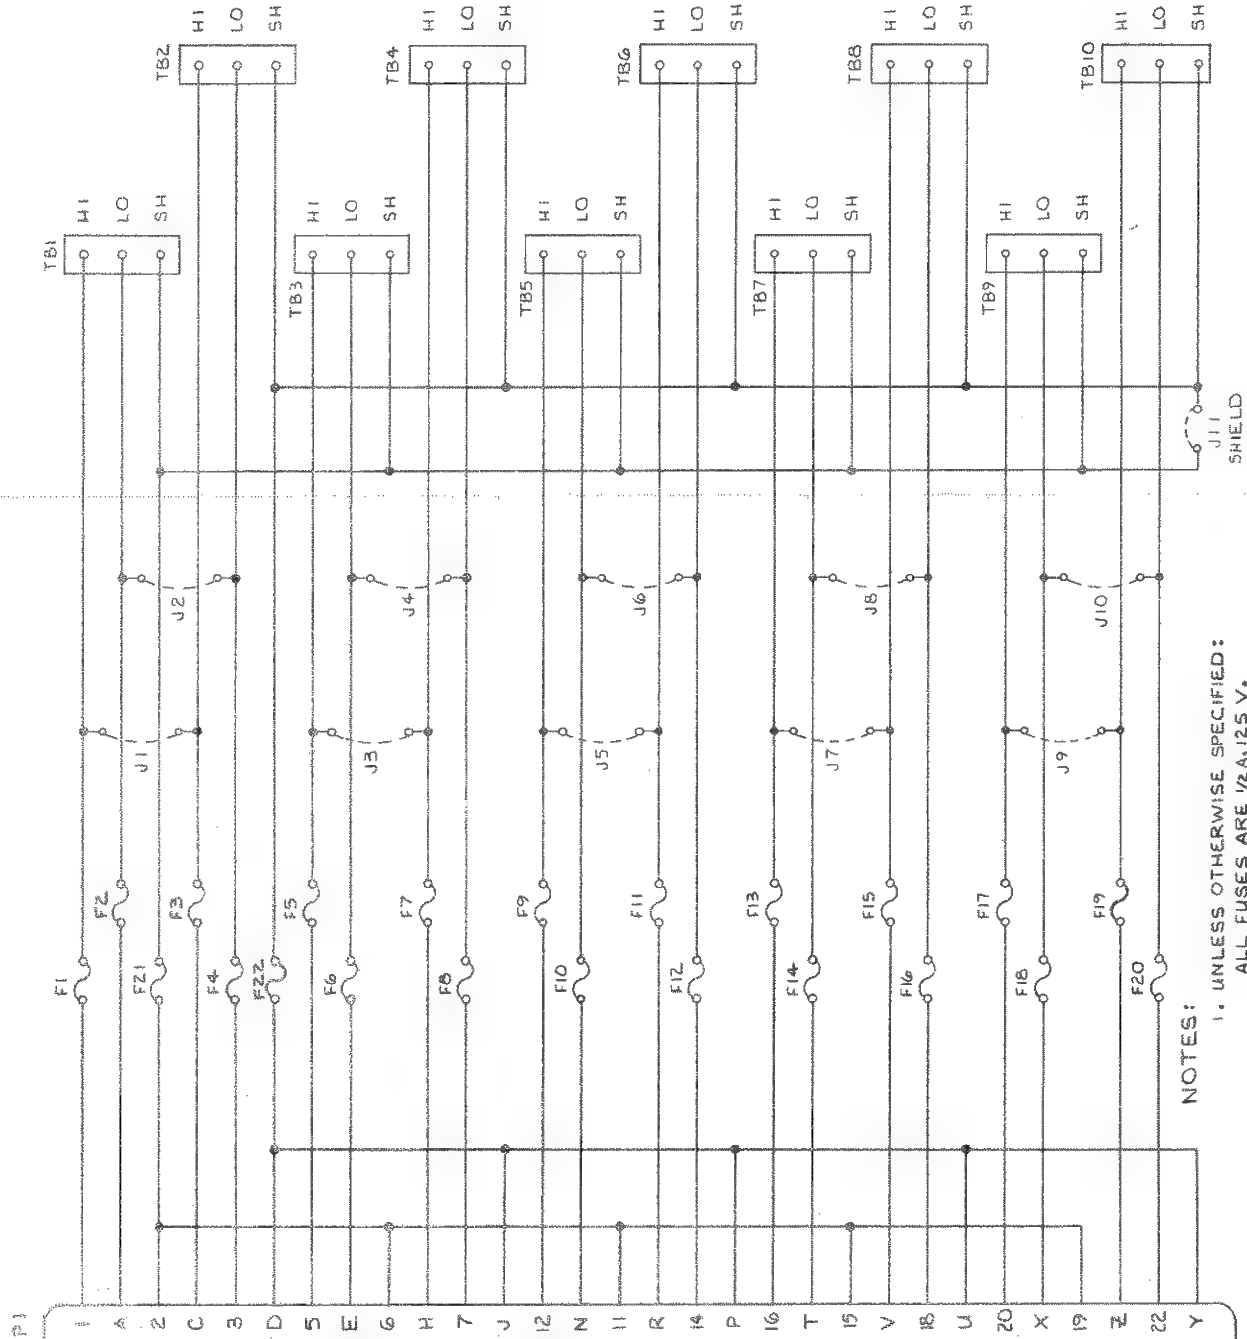 TB2
HI
LO
SH
TB4
HI
LO
SH
TB6
HI
LO
SH
TB8
HI
LO
SH
TB10
HI
LO
SH
TB1
HI
LO
SH
TB3
HI
LO
SH
TB5
HI
LO
SH
TB7
HI
LO
SH
TB9
HI
LO
SH
J11
SHIELD
J2
J4
J6
J8
J10
J1
J3
J5
J7
J9
F1
F2
F21
F3
F4
F22
F5
F6
F7
F8
F9
F10
F11
F12
F13
F14
F15
F16
F17
F18
F19
F20
NOTES:
1. UNLESS OTHERWISE SPECIFIED:
ALL FUSES ARE 1/2 A, 125 V.
P1
1
A
2
C
3
D
5
E
6
H
7
J
12
N
11
R
14
P
16
T
15
V
18
U
20
X
19
Z
22
Y